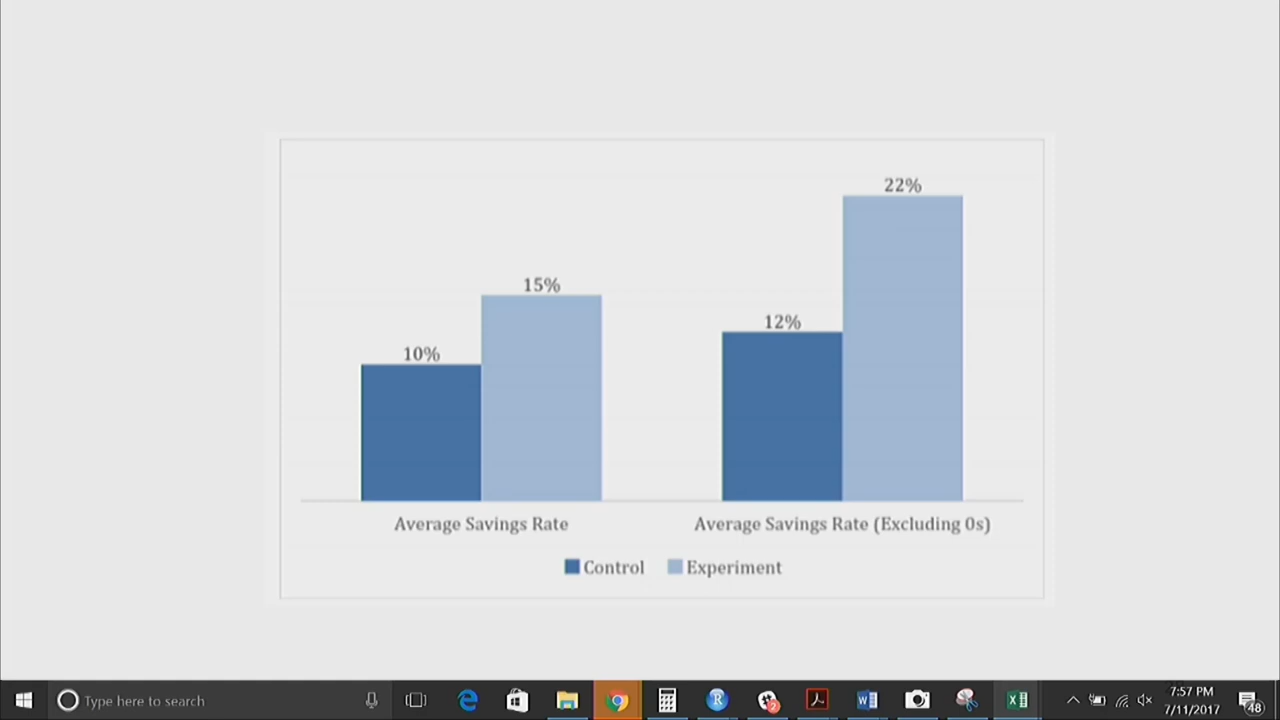 22%
15%
12%
10%
Average Savings Rate
Average Savings Rate (Excluding 0s)
Control
Experiment
Type here to search
7:57 PM
7/11/2017
2
48